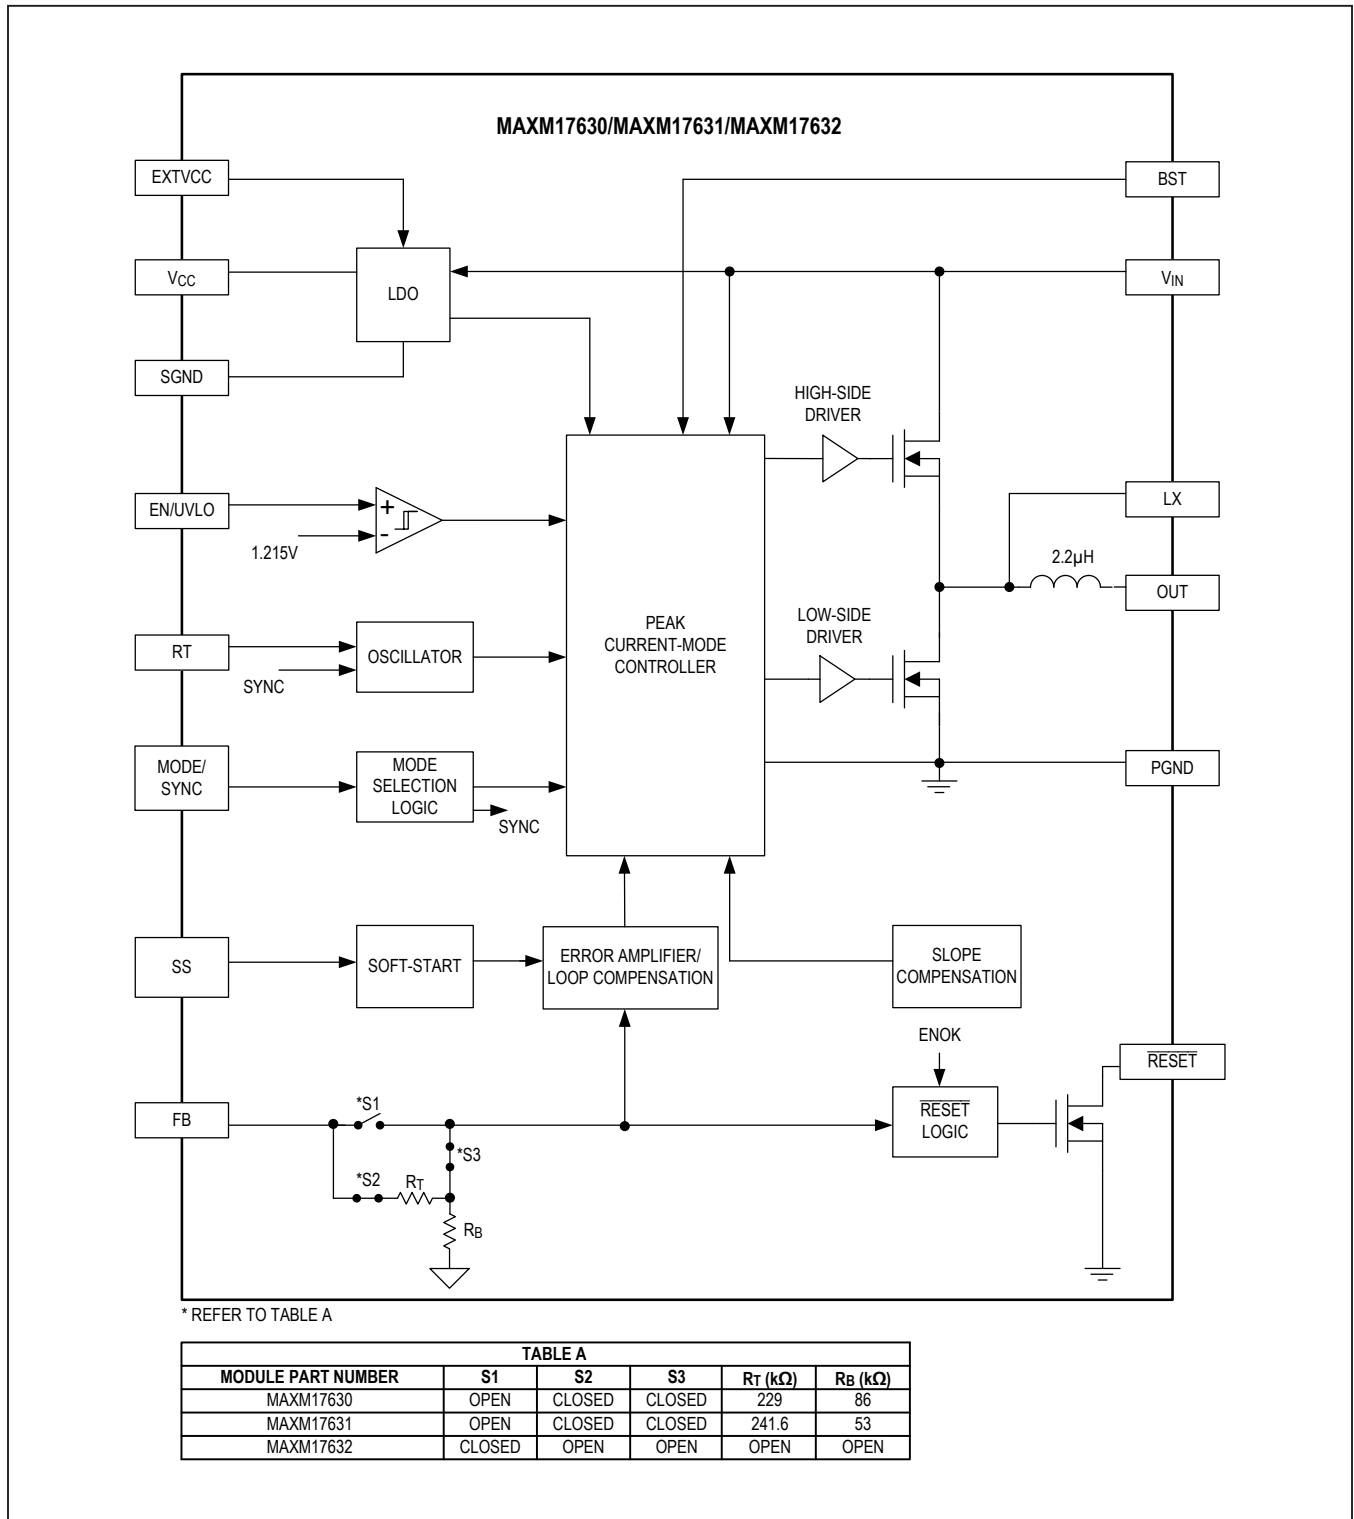 MAXM17630/MAXM17631/MAXM17632
EXTVCC
BST
VCC
LDO
VIN
SGND
HIGH-SIDE
DRIVER
EN/UVLO
+
-
1.215V
LX
2.2µH
OUT
PEAK
CURRENT-MODE
CONTROLLER
LOW-SIDE
DRIVER
RT
OSCILLATOR
SYNC
MODE/
SYNC
MODE
SELECTION
LOGIC
SYNC
PGND
SS
SOFT-START
ERROR AMPLIFIER/
LOOP COMPENSATION
SLOPE
COMPENSATION
ENOK
RESET
FB
*S1
RESET
LOGIC
*S3
*S2
RT
RB
* REFER TO TABLE A
TABLE A
MODULE PART NUMBER S1 S2 S3 RT (kΩ) RB (kΩ)
MAXM17630 OPEN CLOSED CLOSED 229 86
MAXM17631 OPEN CLOSED CLOSED 241.6 53
MAXM17632 CLOSED OPEN OPEN OPEN OPEN